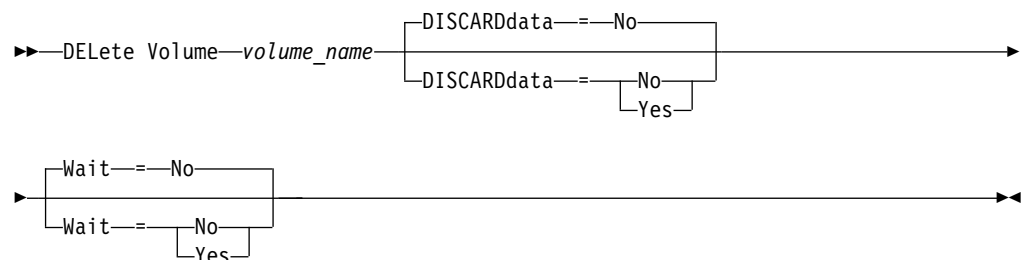 DISCARDdata = No
DELete Volume volume_name
DISCARDdata = No
Yes
Wait = No
Wait = No
Yes